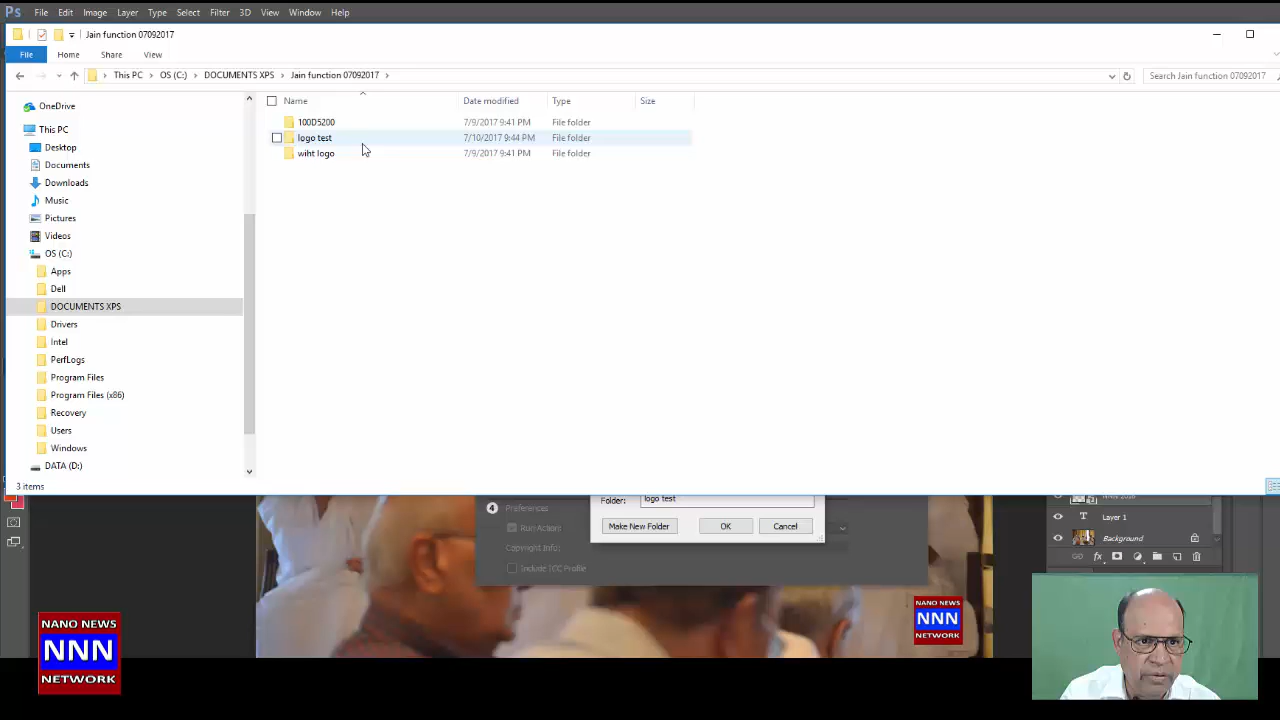 Ps File Edit Image Layer Type Select Filter 3D View Window Help
Jain function 07092017
File Home Share View
This PC OS (C:) DOCUMENTS XPS Jain function 07092017
Search Jain function 07092017
Name Date modified Type Size
100D5200 7/9/2017 9:41 PM File folder
logo test 7/10/2017 9:44 PM File folder
wiht logo 7/9/2017 9:41 PM File folder
OneDrive
This PC
Desktop
Documents
Downloads
Music
Pictures
Videos
OS (C:)
Apps
Dell
DOCUMENTS XPS
Drivers
Intel
PerfLogs
Program Files
Program Files (x86)
Recovery
Users
Windows
DATA (D:)
3 items
Folder: logo test
Make New Folder OK Cancel
4 Preferences
Run Action:
Copyright Info:
Include ICC Profile
T Layer 1
Background
fx
NANO NEWS
NNN
NETWORK
NANO NEWS
NNN
NETWORK